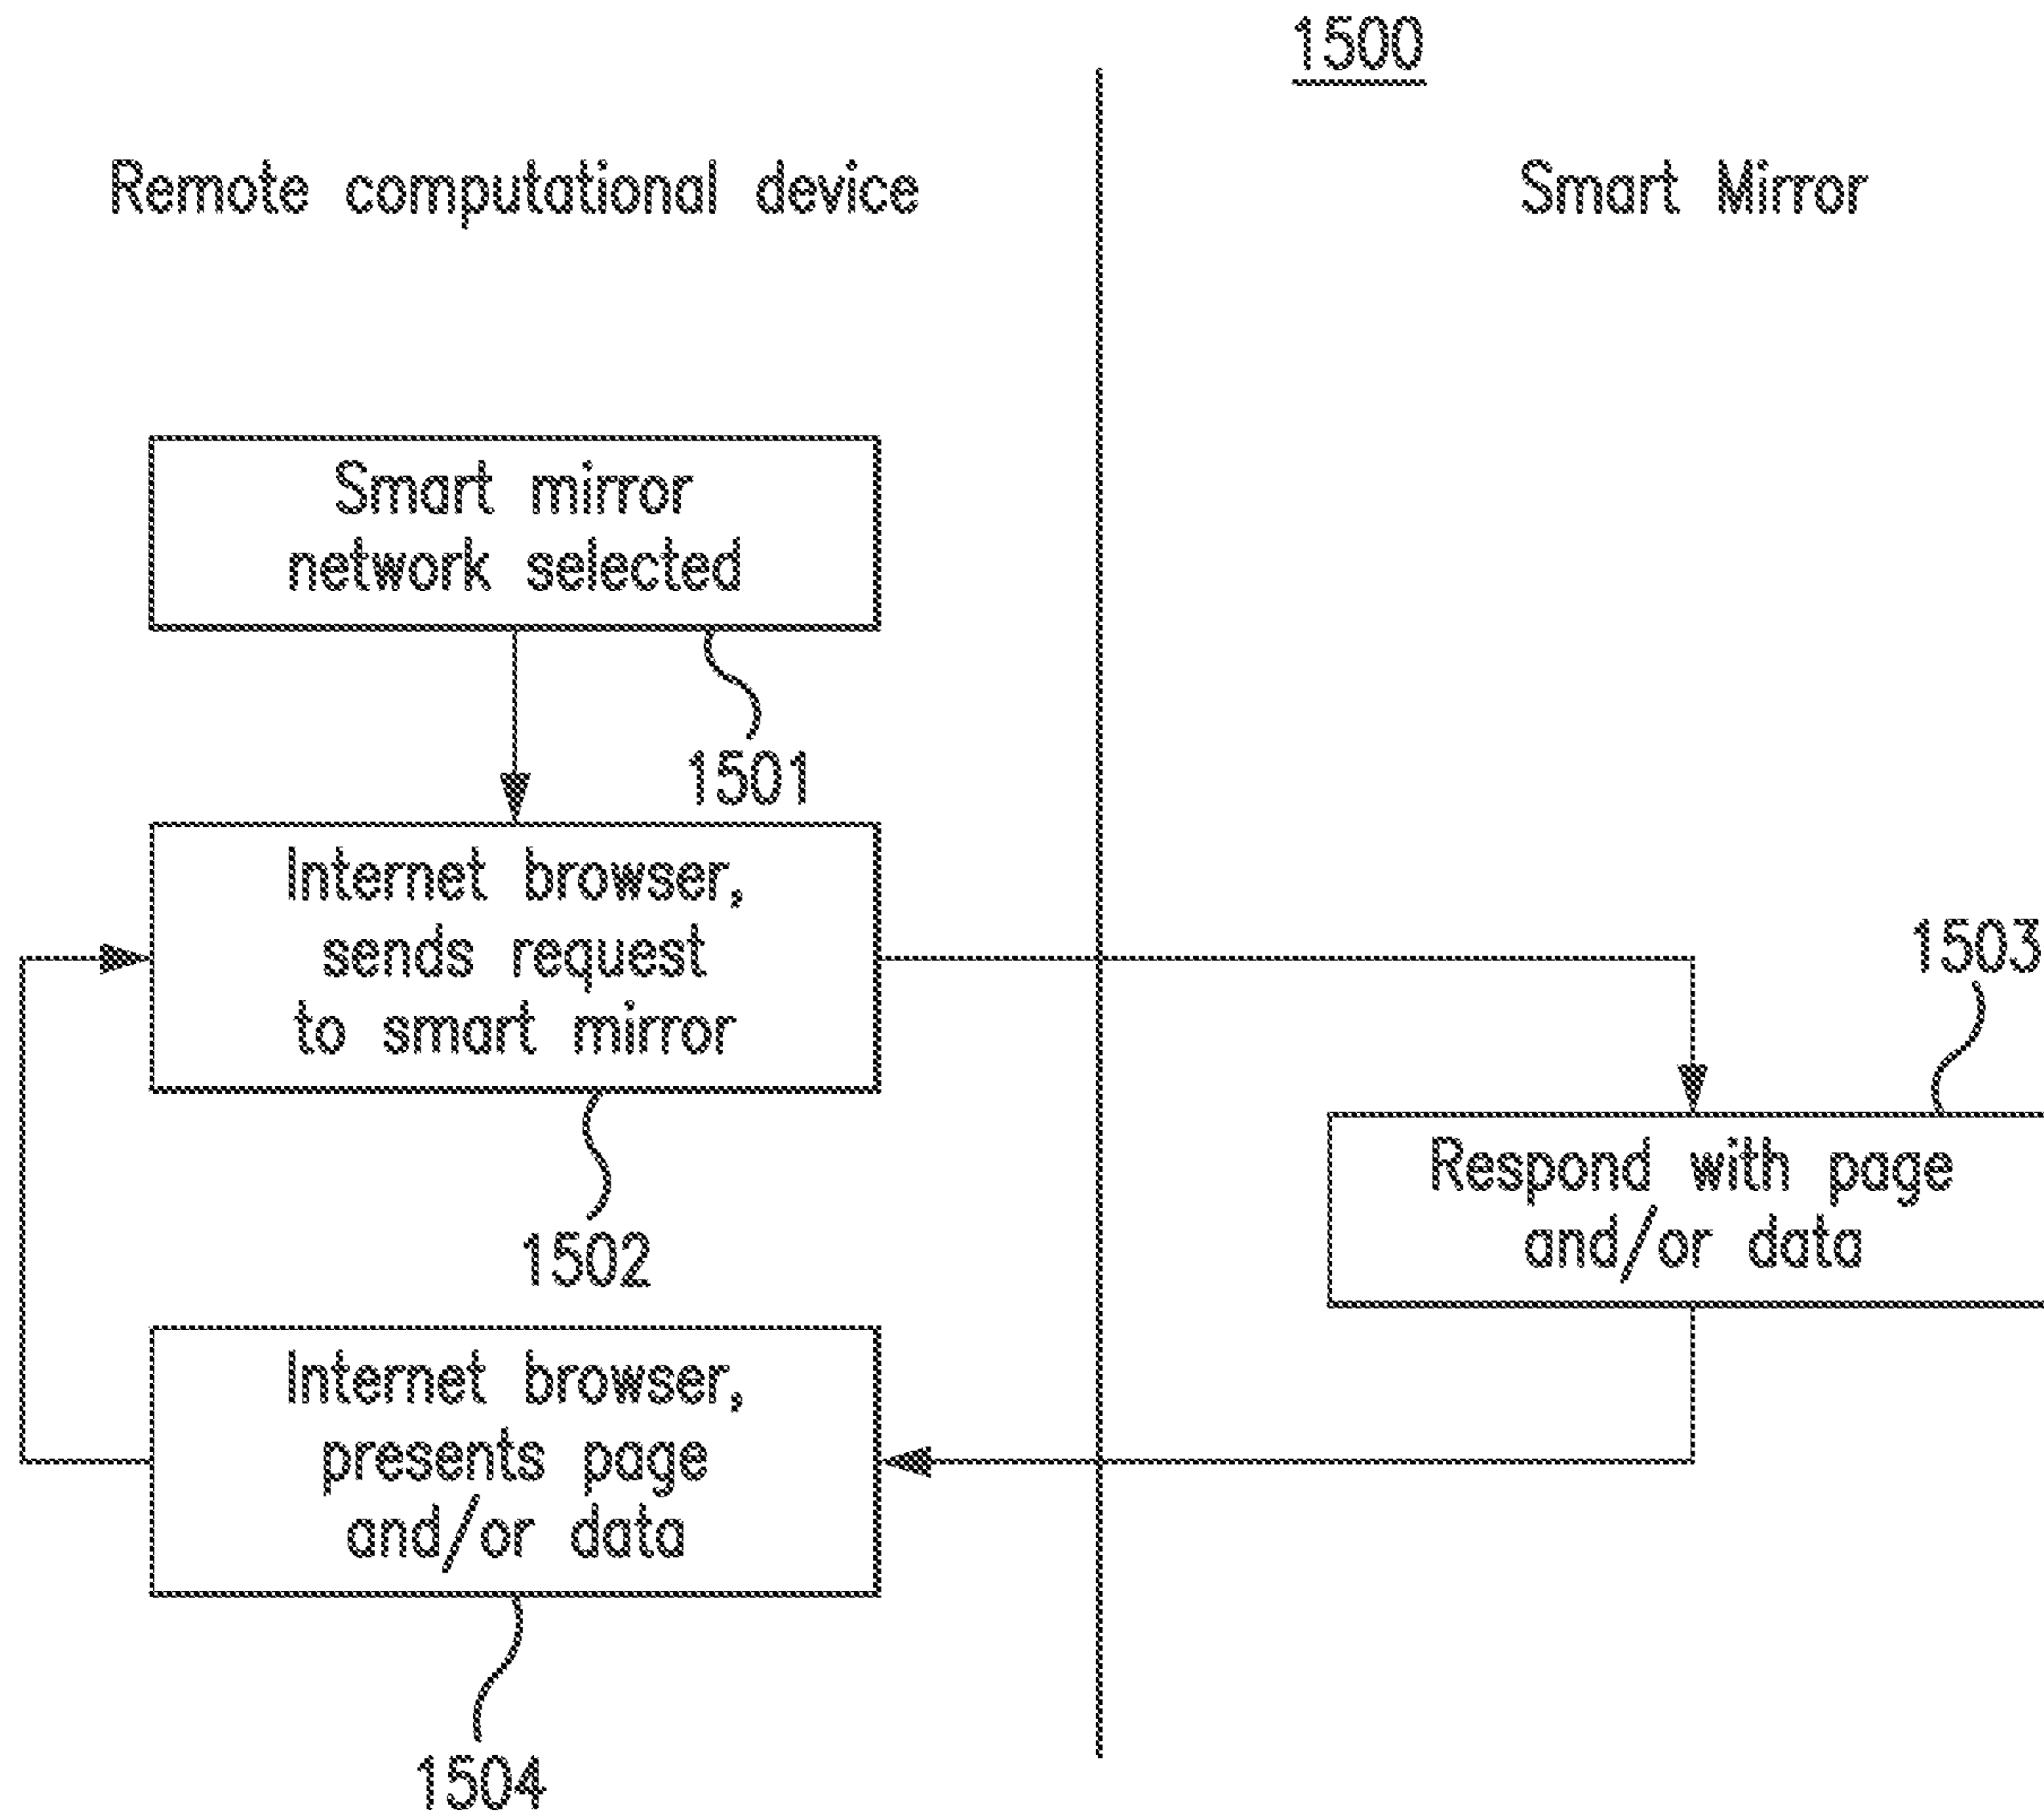 1500
Remote computational device
Smart Mirror
Smart mirror
network selected
1501
Internet browser,
sends request
to smart mirror
1502
1503
Respond with page
and/or data
Internet browser,
presents page
and/or data
1504